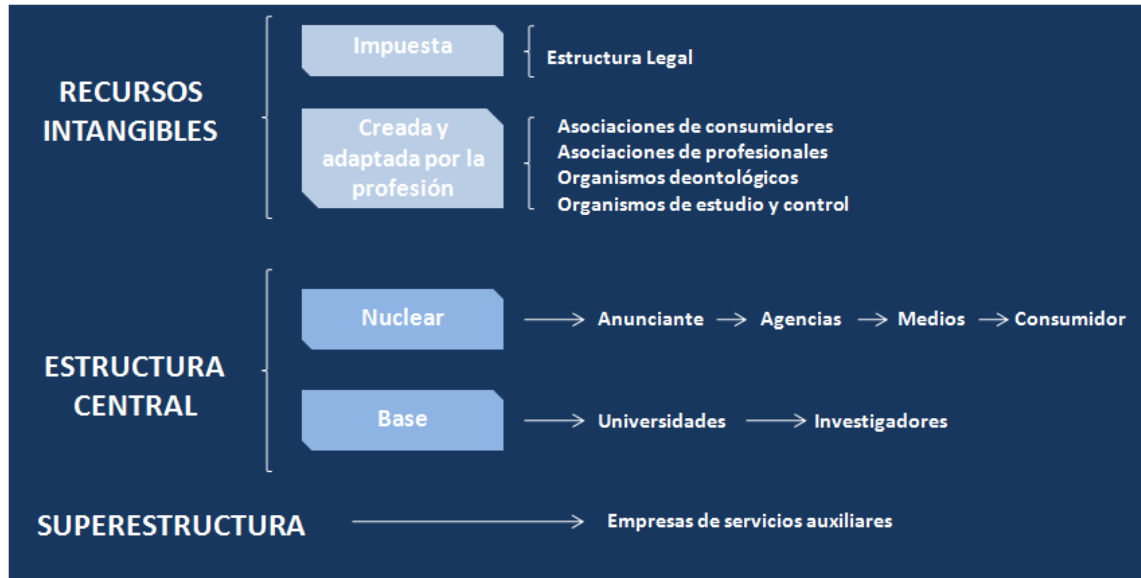 RECURSOS
INTANGIBLES
Impuesta
Estructura Legal
Creada y
adaptada por la
profesión
Asociaciones de consumidores
Asociaciones de profesionales
Organismos deontológicos
Organismos de estudio y control
ESTRUCTURA
CENTRAL
Nuclear
Anunciante
Agencias
Medios
Consumidor
Base
Universidades
Investigadores
SUPERESTRUCTURA
Empresas de servicios auxiliares